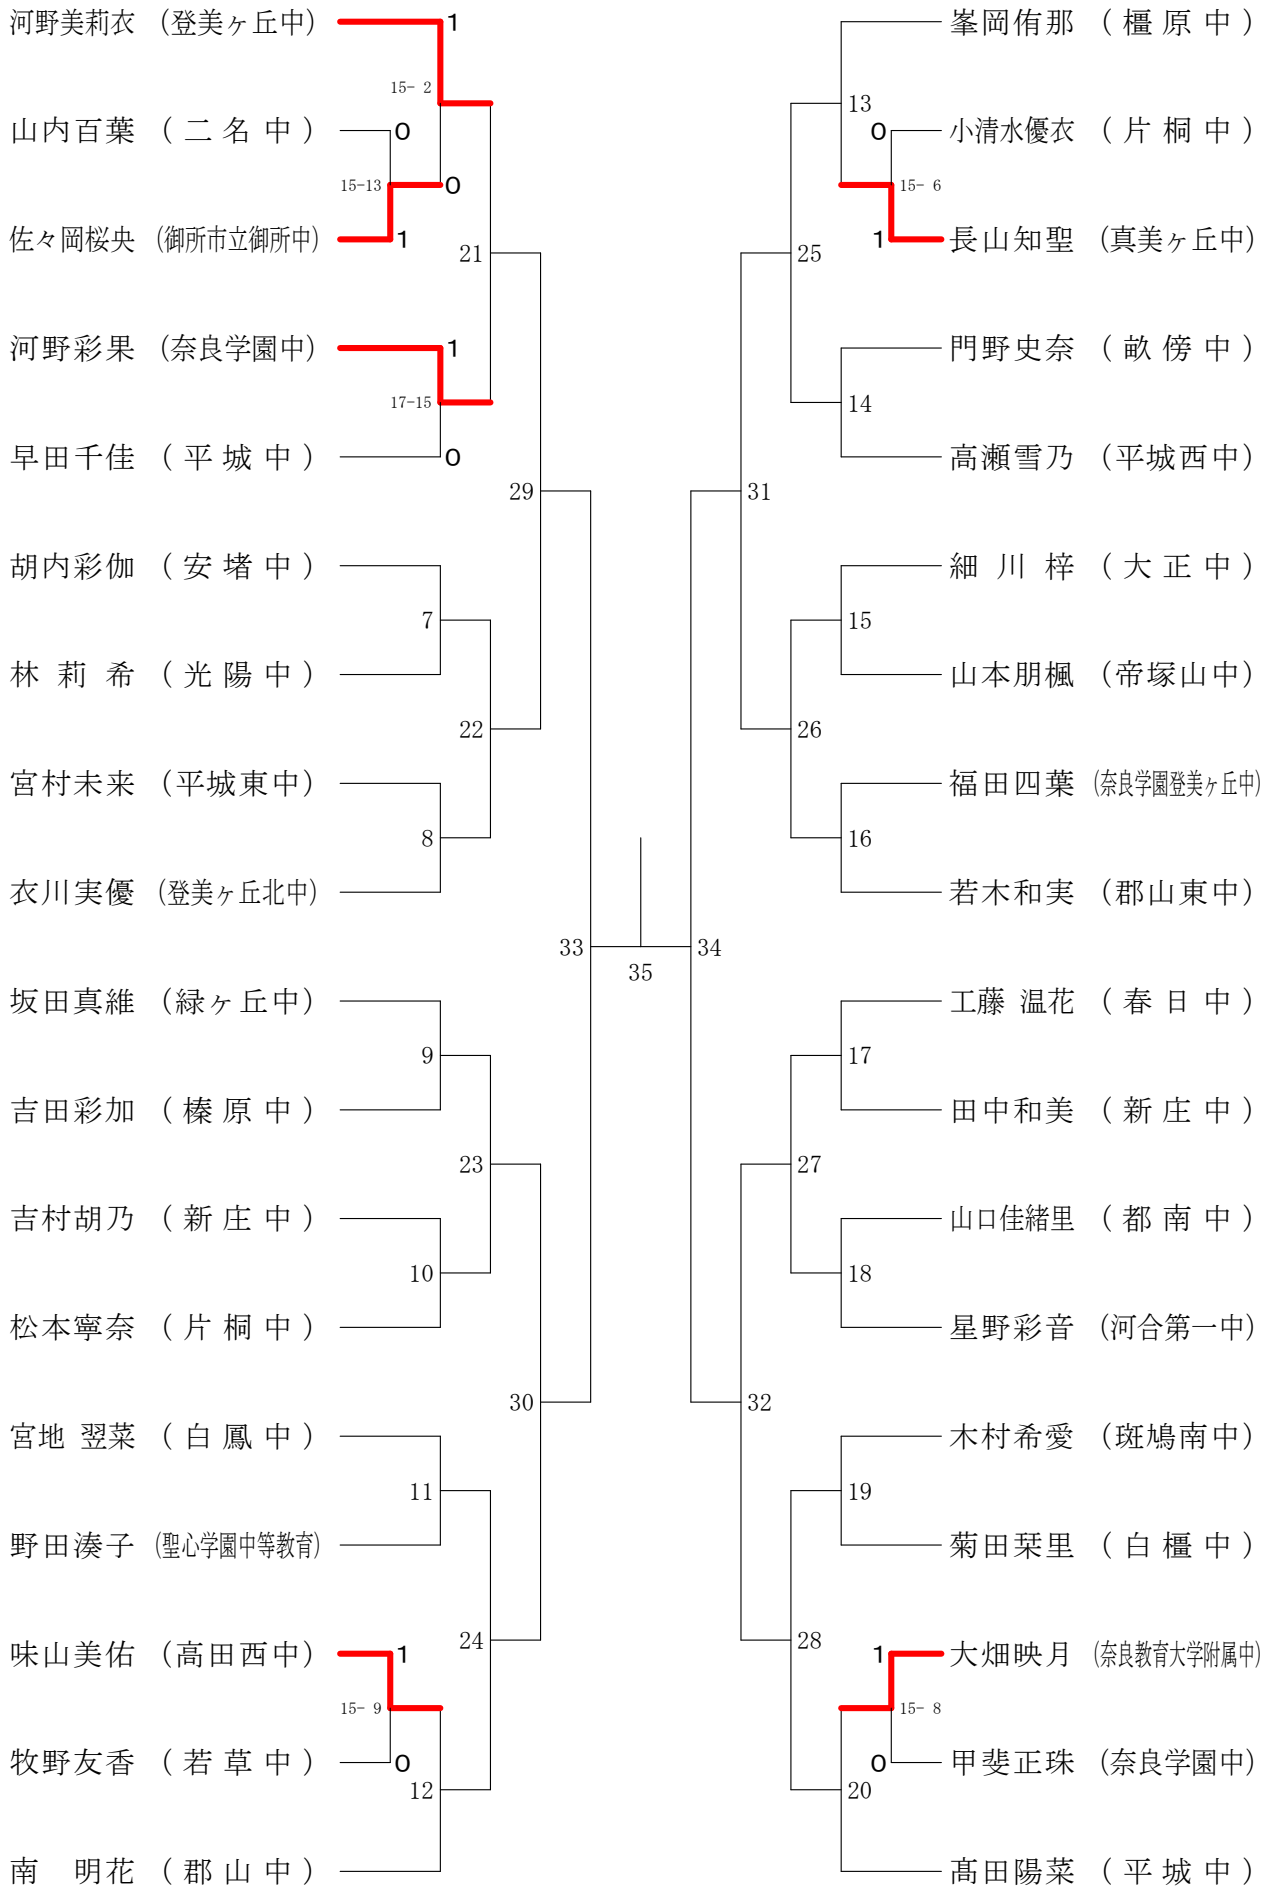 河野美莉衣 (登美ヶ丘中) 1
15- 2
山内百葉 (二名中) 0
15-13 0
佐々岡桜央 (御所市立御所中) 1
21
河野彩果 (奈良学園中) 1
17-15
早田千佳 (平城中) 0
29
胡内彩伽 (安堵中)
7
林莉希 (光陽中)
22
宮村未来 (平城東中)
8
衣川実優 (登美ヶ丘北中)
33
坂田真維 (緑ヶ丘中)
9
吉田彩加 (榛原中)
23
吉村胡乃 (新庄中)
10
松本寧奈 (片桐中)
30
宮地 翌菜 (白鳳中)
11
野田湊子 (聖心学園中等教育)
24
味山美佑 (高田西中) 1
15- 9
牧野友香 (若草中) 0
12
南 明花 (郡山中)
35
峯岡侑那 (橿原中)
13
0 小清水優衣 (片桐中)
15- 6
1 長山知聖 (真美ヶ丘中)
25
門野史奈 (畝傍中)
14
高瀬雪乃 (平城西中)
31
細川梓 (大正中)
15
山本朋楓 (帝塚山中)
26
福田四葉 (奈良学園登美ヶ丘中)
16
若木和実 (郡山東中)
34
工藤 温花 (春日中)
17
田中和美 (新庄中)
27
山口佳緒里 (都南中)
18
星野彩音 (河合第一中)
32
木村希愛 (斑鳩南中)
19
菊田栞里 (白橿中)
28
1 大畑映月 (奈良教育大学附属中)
15- 8
0 甲斐正珠 (奈良学園中)
20
髙田陽菜 (平城中)